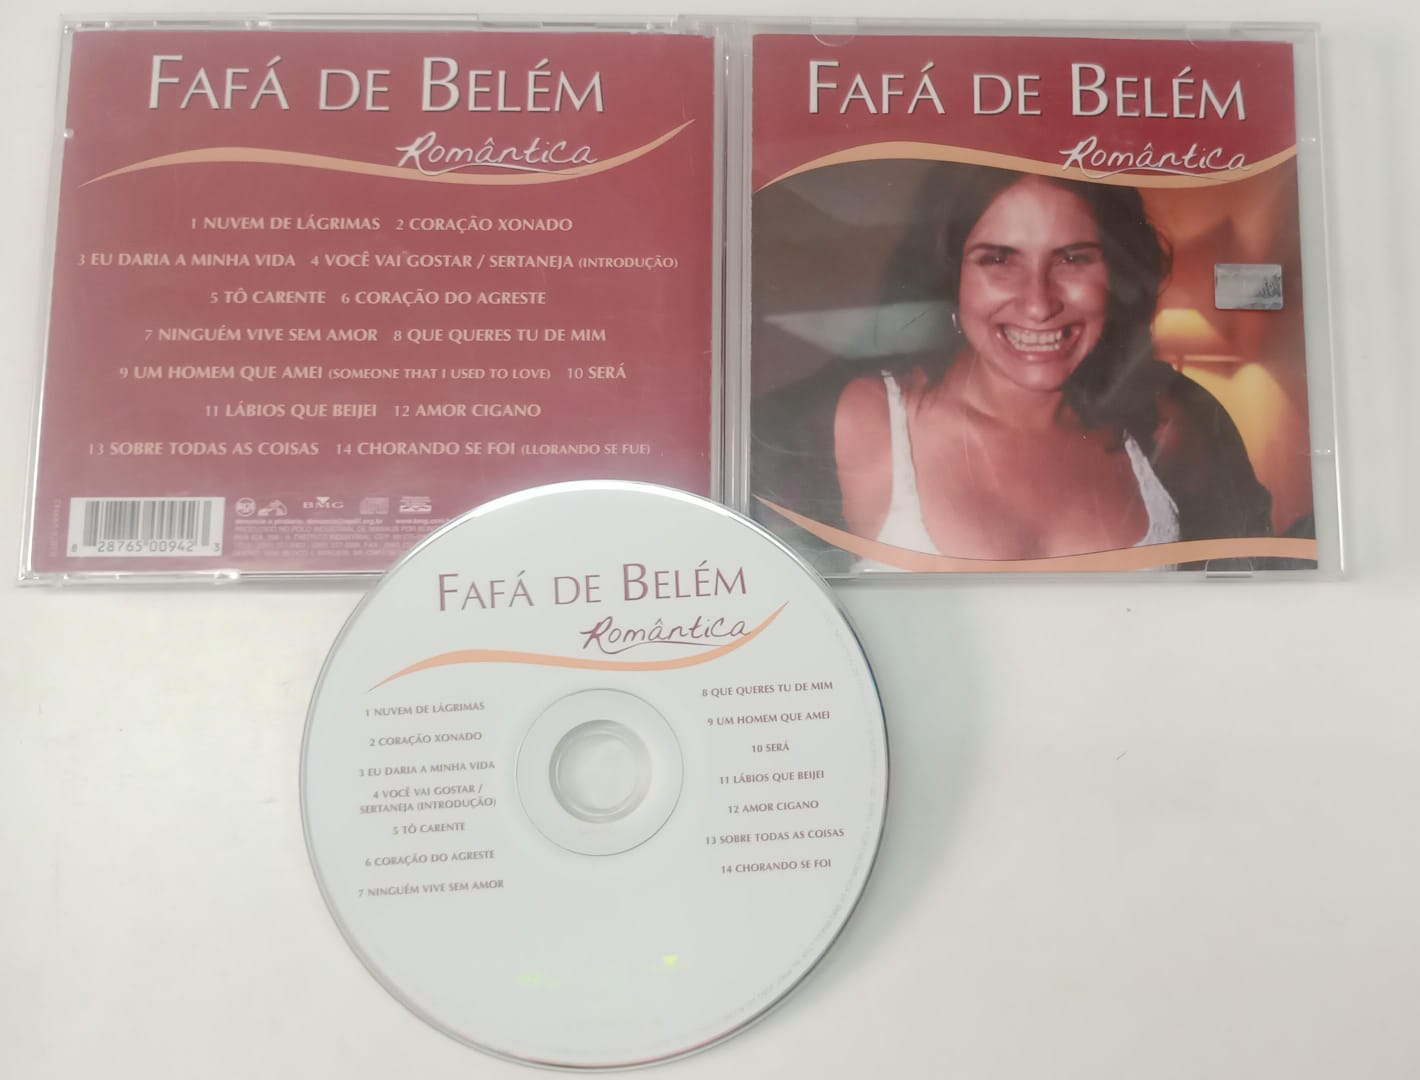 FAFÁ DE BELÉM
Romântica
1 NUVEM DE LÁGRIMAS 2 CORAÇÃO XONADO
3 EU DARIA A MINHA VIDA 4 VOCÊ VAI GOSTAR / SERTANEJA (INTRODUÇÃO)
5 TÔ CARENTE 6 CORAÇÃO DO AGRESTE
7 NINGUÉM VIVE SEM AMOR 8 QUE QUERES TU DE MIM
9 UM HOMEM QUE AMEI (SOMEONE THAT I USED TO LOVE) 10 SERÁ
11 LÁBIOS QUE BEIJEI 12 AMOR CIGANO
13 SOBRE TODAS AS COISAS 14 CHORANDO SE FOI (LLORANDO SE FUE)
BMG
8 28765 00942 3
FAFÁ DE BELÉM
Romântica
FAFÁ DE BELÉM
Romântica
1 NUVEM DE LÁGRIMAS
2 CORAÇÃO XONADO
3 EU DARIA A MINHA VIDA
4 VOCÊ VAI GOSTAR /
SERTANEJA (INTRODUÇÃO)
5 TÔ CARENTE
6 CORAÇÃO DO AGRESTE
7 NINGUÉM VIVE SEM AMOR
8 QUE QUERES TU DE MIM
9 UM HOMEM QUE AMEI
10 SERÁ
11 LÁBIOS QUE BEIJEI
12 AMOR CIGANO
13 SOBRE TODAS AS COISAS
14 CHORANDO SE FOI